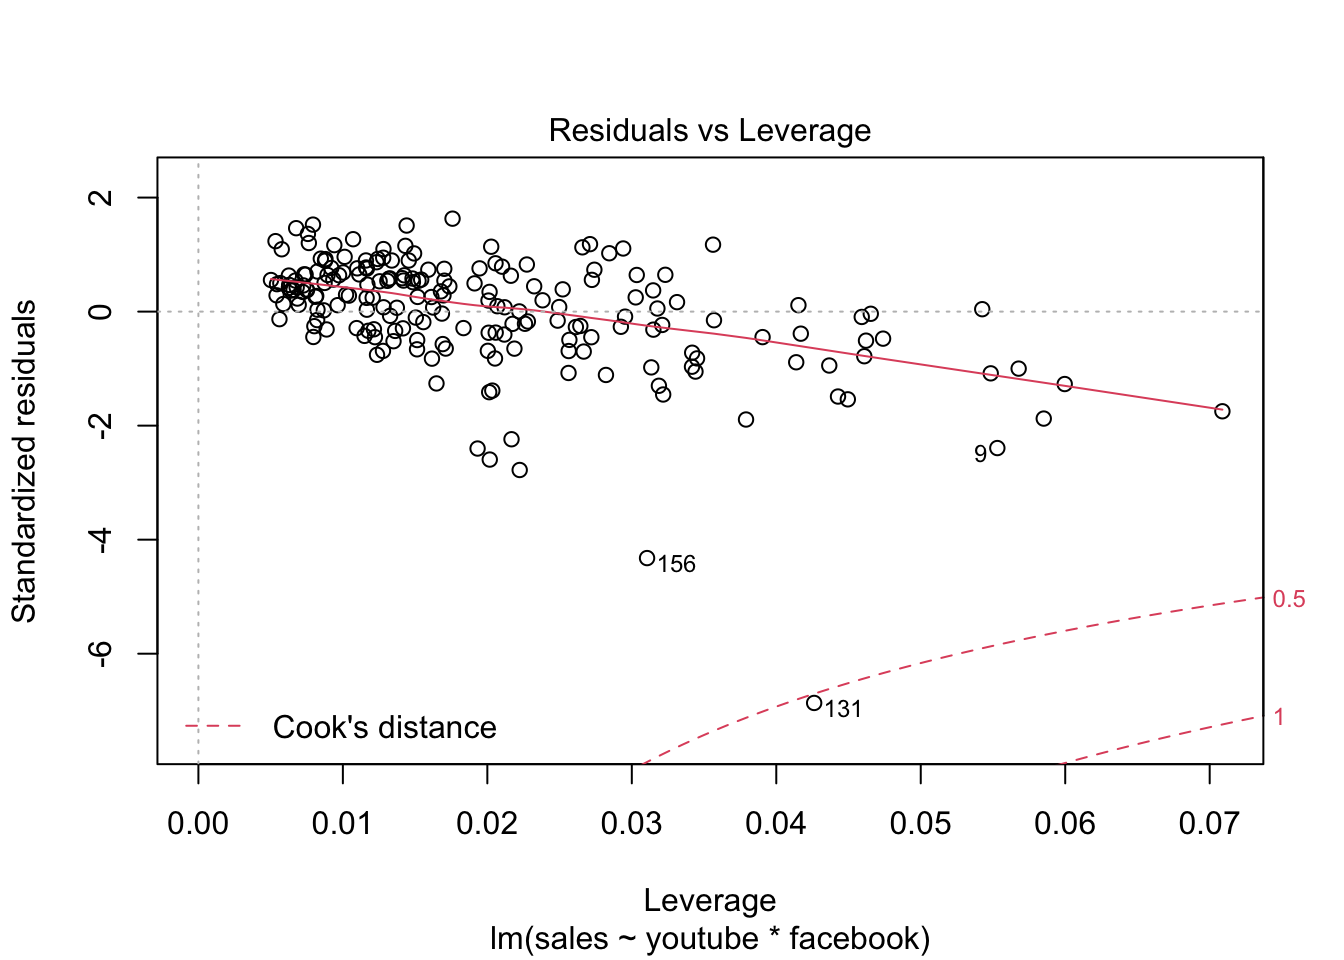 Residuals vs Leverage
Standardized residuals
2
0
-2
-4
-6
9
156
131
0.5
1
Cook's distance
0.00 0.01 0.02 0.03 0.04 0.05 0.06 0.07
Leverage
lm(sales ~ youtube * facebook)